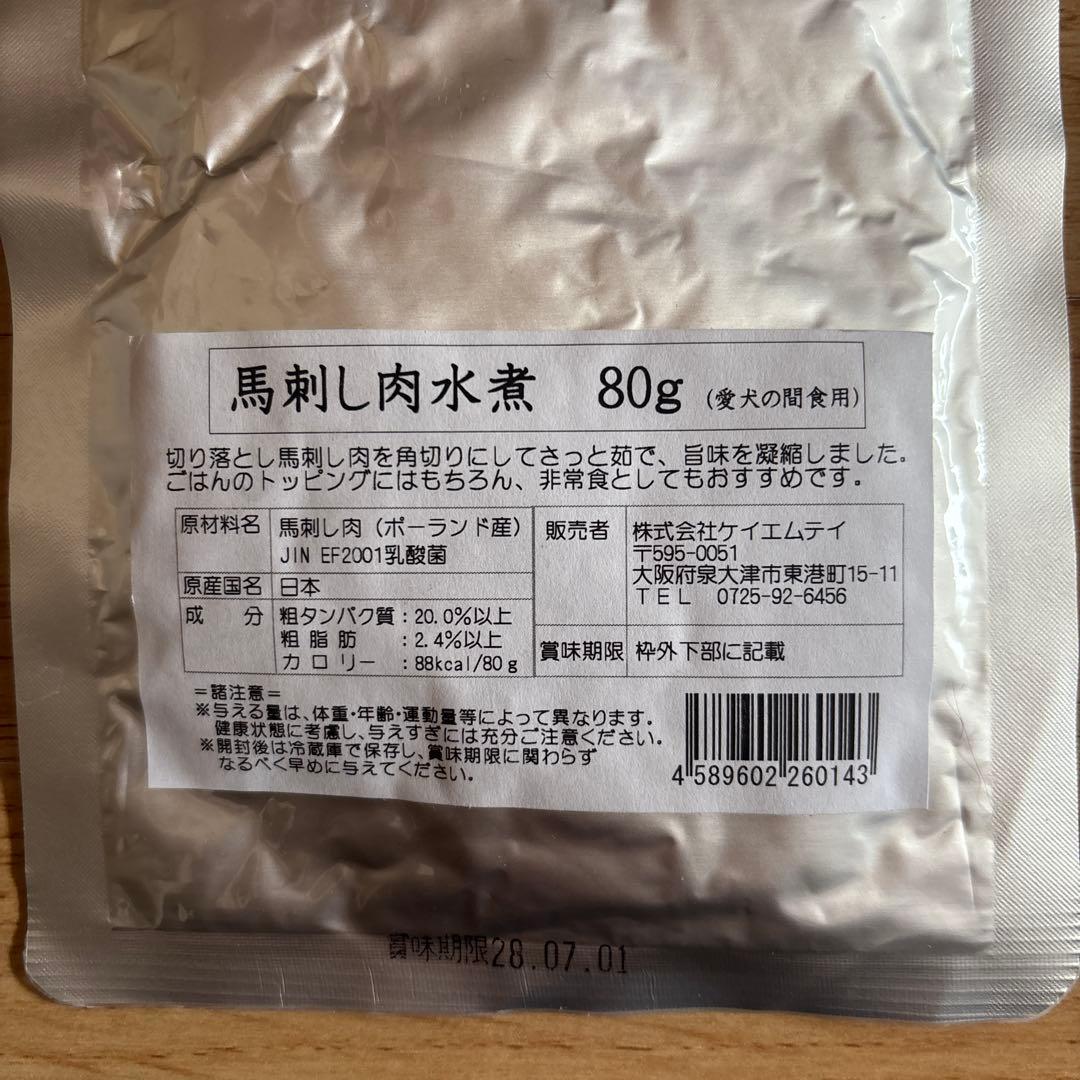 馬刺し肉水煮 80g (愛犬の間食用)
切り落とし馬刺し肉を角切りにしてさっと茹で、旨味を凝縮しました。
ごはんのトッピングにはもちろん、非常食としてもおすすめです。
原材料名 馬刺し肉(ポーランド産)
JIN EF2001乳酸菌
原産国名 日本
成 分 粗タンパク質:20.0%以上
粗 脂 肪 :2.4%以上
カ ロ リ ー :88kcal/80g
販売者 株式会社ケイエムテイ
〒595-0051
大阪府泉大津市東港町15-11
TEL 0725-92-6456
賞味期限 枠外下部に記載
=諸注意=
※与える量は、体重・年齢・運動量等によって異なります。
健康状態に考慮し、与えすぎには充分ご注意ください。
※開封後は冷蔵庫で保存し、賞味期限に関わらず
なるべく早めに与えてください。
4 589602 260143
賞味期限28.07.01